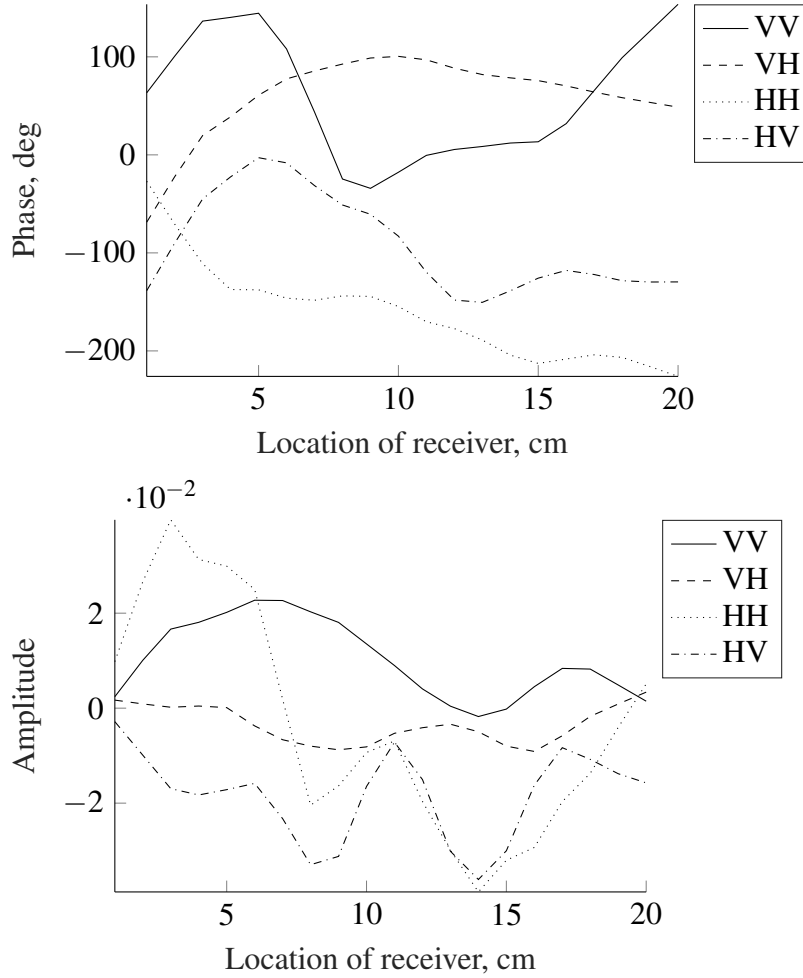 100
0
−100
−200
Phase, deg
5 10 15 20
Location of receiver, cm
VV
VH
HH
HV
·10−2
2
0
−2
Amplitude
5 10 15 20
Location of receiver, cm
VV
VH
HH
HV